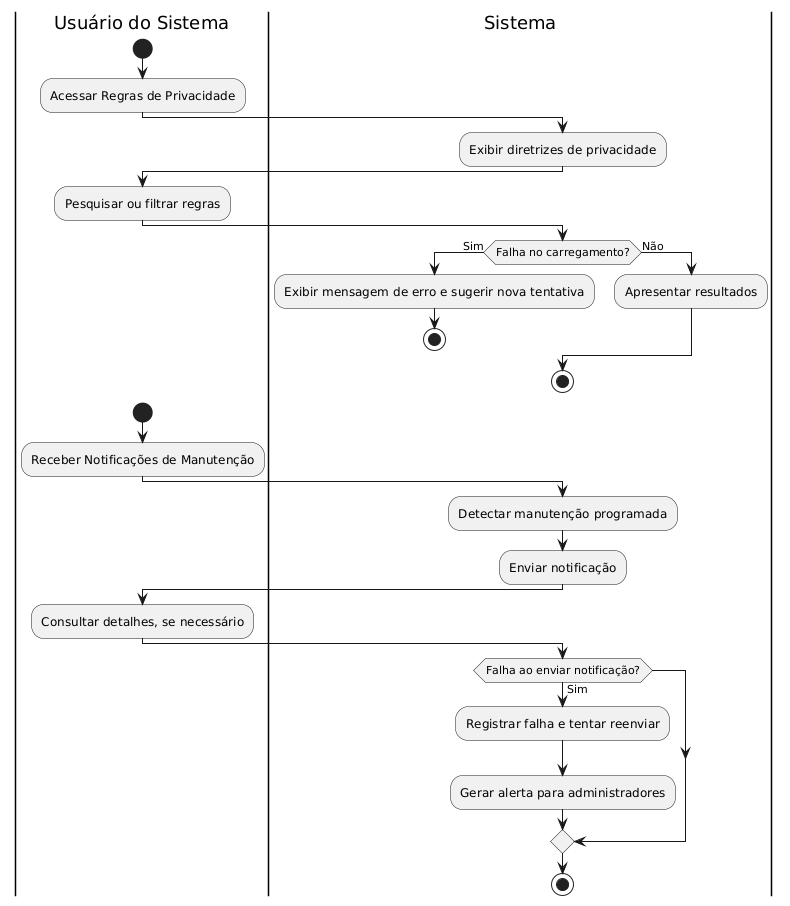 Usuário do Sistema
Sistema
Acessar Regras de Privacidade
Exibir diretrizes de privacidade
Pesquisar ou filtrar regras
Sim
Falha no carregamento?
Não
Exibir mensagem de erro e sugerir nova tentativa
Apresentar resultados
Receber Notificações de Manutenção
Detectar manutenção programada
Enviar notificação
Consultar detalhes, se necessário
Falha ao enviar notificação?
Sim
Registrar falha e tentar reenviar
Gerar alerta para administradores